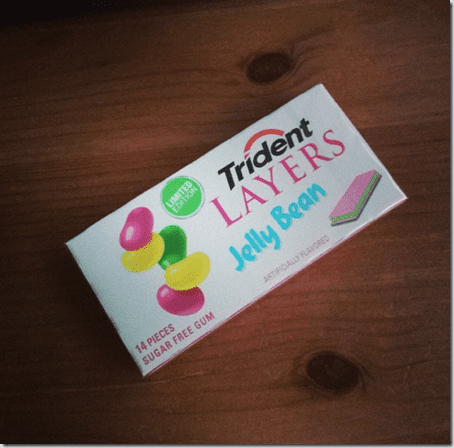 LIMITED
EDITION
Trident
LAYERS
Jelly Bean
ARTIFICIALLY FLAVORED
14 PIECES
SUGAR FREE GUM